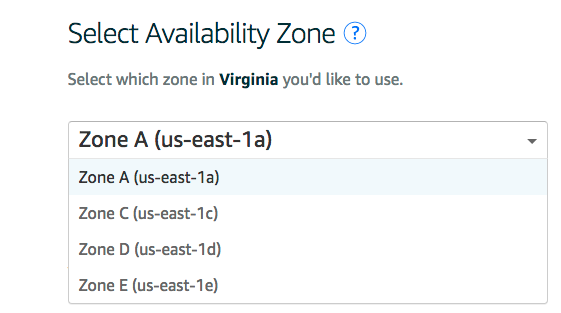 Select Availability Zone ?
Select which zone in Virginia you'd like to use.
Zone A (us-east-1a)
Zone A (us-east-1a)
Zone C (us-east-1c)
Zone D (us-east-1d)
Zone E (us-east-1e)